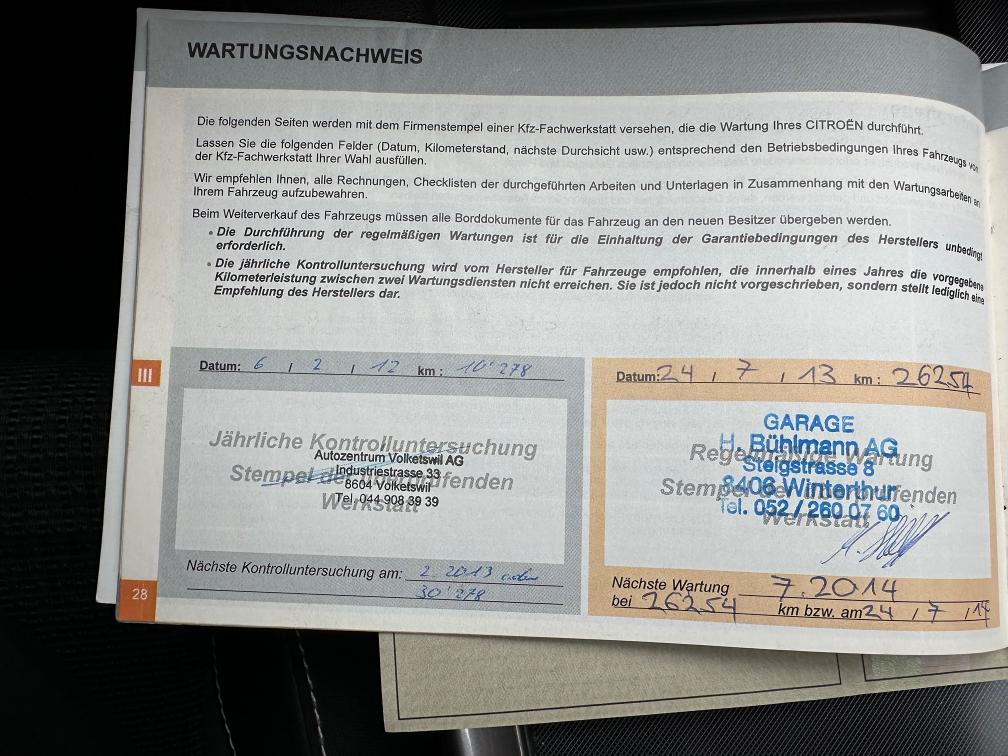 WARTUNGSNACHWEIS
Die folgenden Seiten werden mit dem Firmenstempel einer Kfz-Fachwerkstatt versehen, die die Wartung Ihres CITROËN durchführt.
Lassen Sie die folgenden Felder (Datum, Kilometerstand, nächste Durchsicht usw.) entsprechend den Betriebsbedingungen Ihres Fahrzeugs von
der Kfz-Fachwerkstatt Ihrer Wahl ausfüllen.
Wir empfehlen Ihnen, alle Rechnungen, Checklisten der durchgeführten Arbeiten und Unterlagen in Zusammenhang mit den Wartungsarbeiten an
Ihrem Fahrzeug aufzubewahren.
Beim Weiterverkauf des Fahrzeugs müssen alle Borddokumente für das Fahrzeug an den neuen Besitzer übergeben werden.
• Die Durchführung der regelmäßigen Wartungen ist für die Einhaltung der Garantiebedingungen des Herstellers unbedingt
erforderlich.
• Die jährliche Kontrolluntersuchung wird vom Hersteller für Fahrzeuge empfohlen, die innerhalb eines Jahres die vorgegebene
Kilometerleistung zwischen zwei Wartungsdiensten nicht erreichen. Sie ist jedoch nicht vorgeschrieben, sondern stellt lediglich eine
Empfehlung des Herstellers dar.
III
Datum: 6 / 2 / 12 km : 10'278
Jährliche Kontrolluntersuchung
Autozentrum Volketswil AG
Industriestrasse 33
Stempel der überprüfenden
8604 Volketswil
Werkstatt
Tel. 044 908 39 39
Nächste Kontrolluntersuchung am: 2. 2013 oder
30'278
28
Datum: 24 / 7 / 13 km : 26254
GARAGE
H. Bühlmann AG
Regelmäßige Wartung
Steigstrasse 8
Stempel der überprüfenden
8406 Winterthur
Tel. 052 / 260 07 60
Werkstatt
Nächste Wartung 7.2014
bei 26254 km bzw. am 24 / 7 / 14